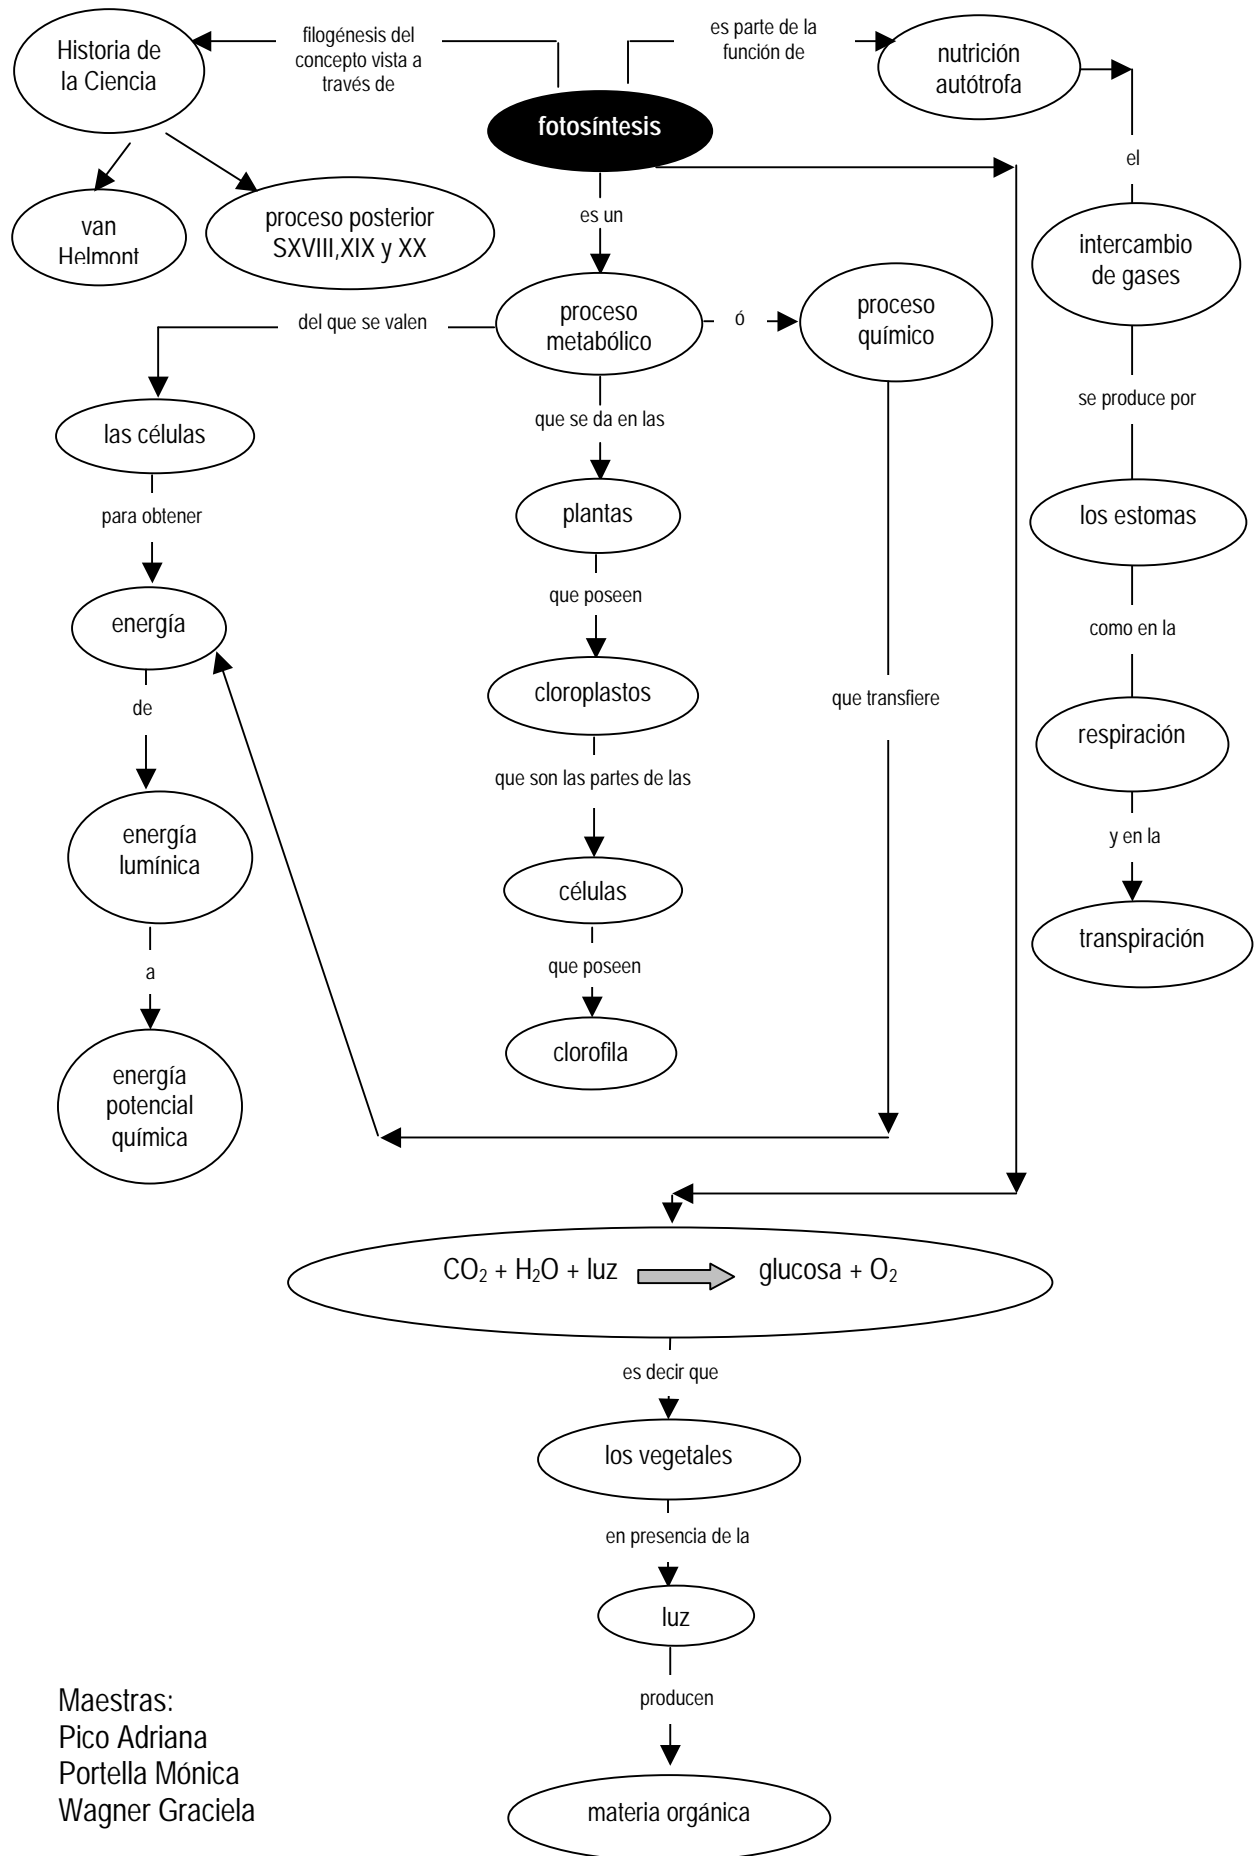 Historia de
la Ciencia
filogénesis del
concepto vista a
través de
es parte de la
función de
nutrición
autótrofa
fotosíntesis
el
van
Helmont
proceso posterior
SXVIII,XIX y XX
es un
intercambio
de gases
del que se valen
proceso
metabólico
ó
proceso
químico
se produce por
las células
que se da en las
para obtener
plantas
los estomas
que poseen
energía
como en la
de
cloroplastos
que transfiere
respiración
que son las partes de las
energía
lumínica
y en la
células
transpiración
a
que poseen
energía
potencial
química
clorofila
CO₂ + H₂O + luz glucosa + O₂
es decir que
los vegetales
en presencia de la
luz
producen
materia orgánica
Maestras:
Pico Adriana
Portella Mónica
Wagner Graciela